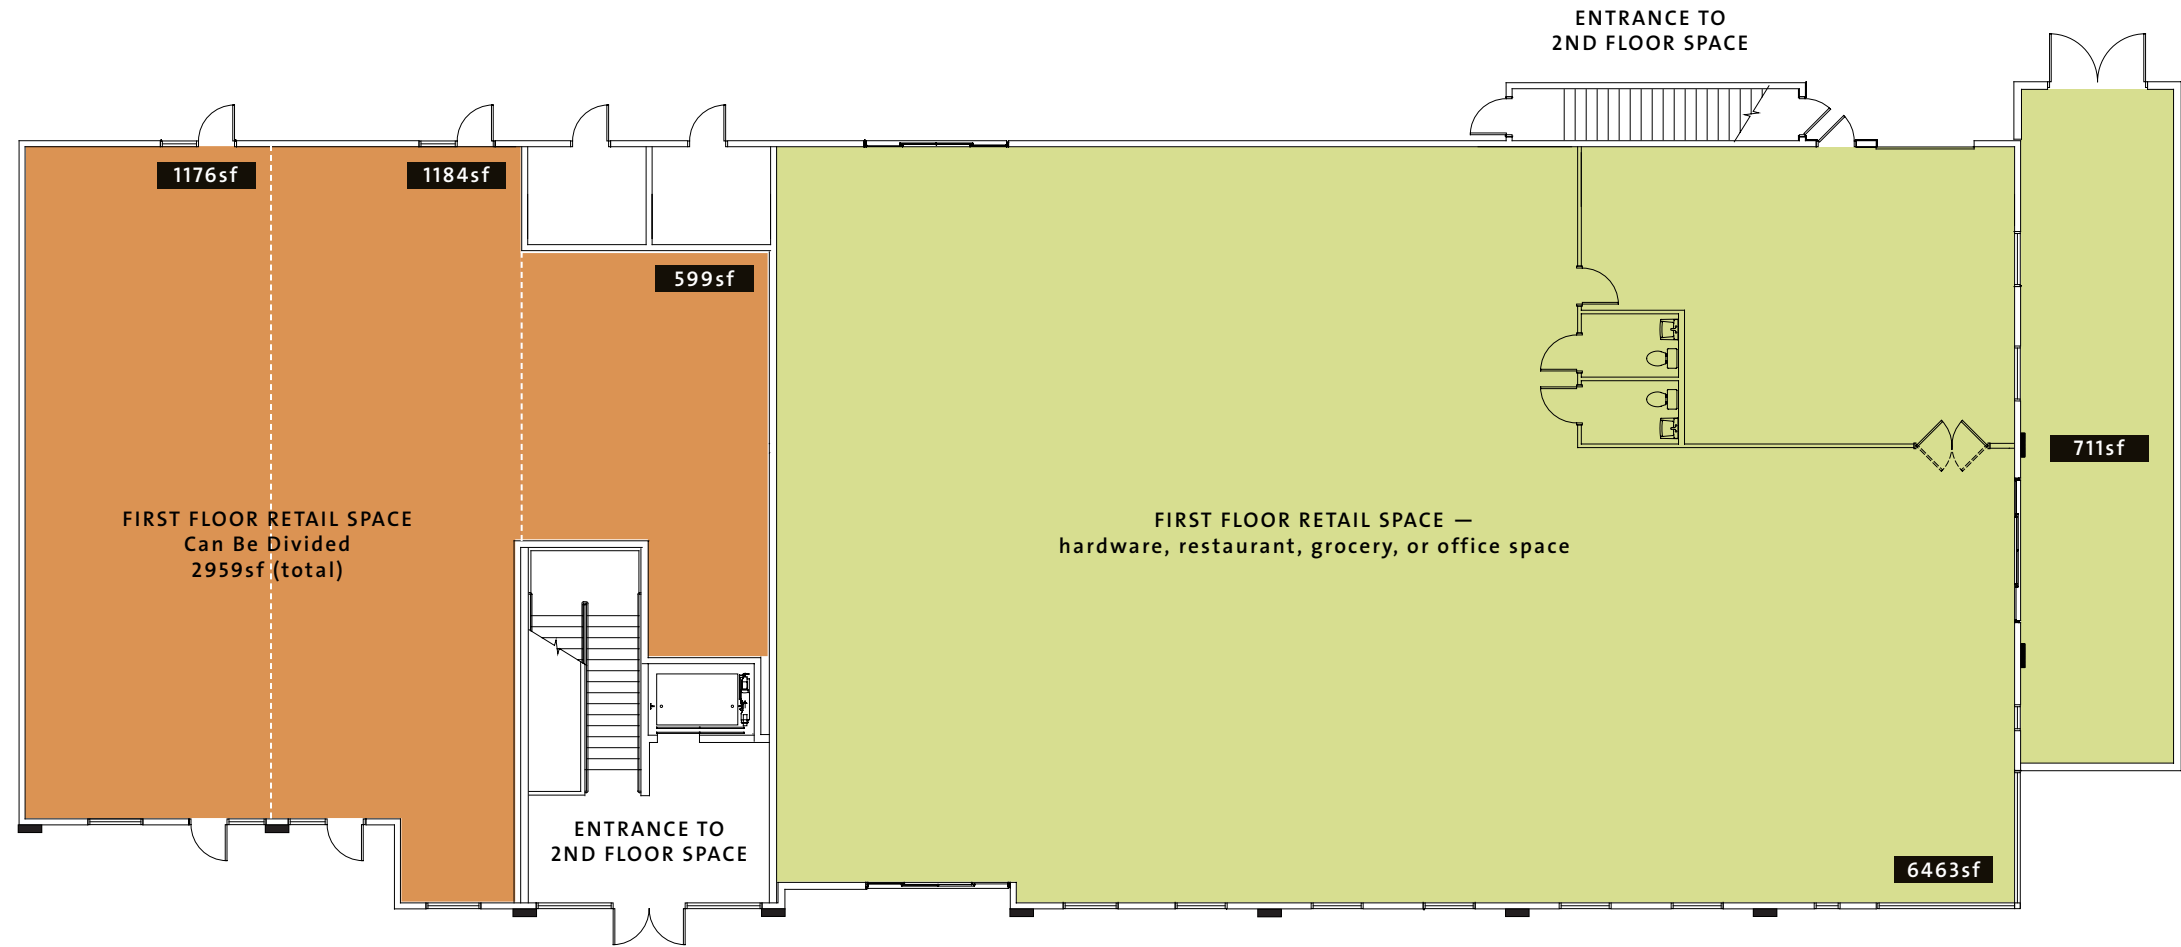 ENTRANCE TO
2ND FLOOR SPACE
1176sf
1184sf
599sf
711sf
FIRST FLOOR RETAIL SPACE
Can Be Divided
2959sf (total)
FIRST FLOOR RETAIL SPACE —
hardware, restaurant, grocery, or office space
ENTRANCE TO
2ND FLOOR SPACE
6463sf